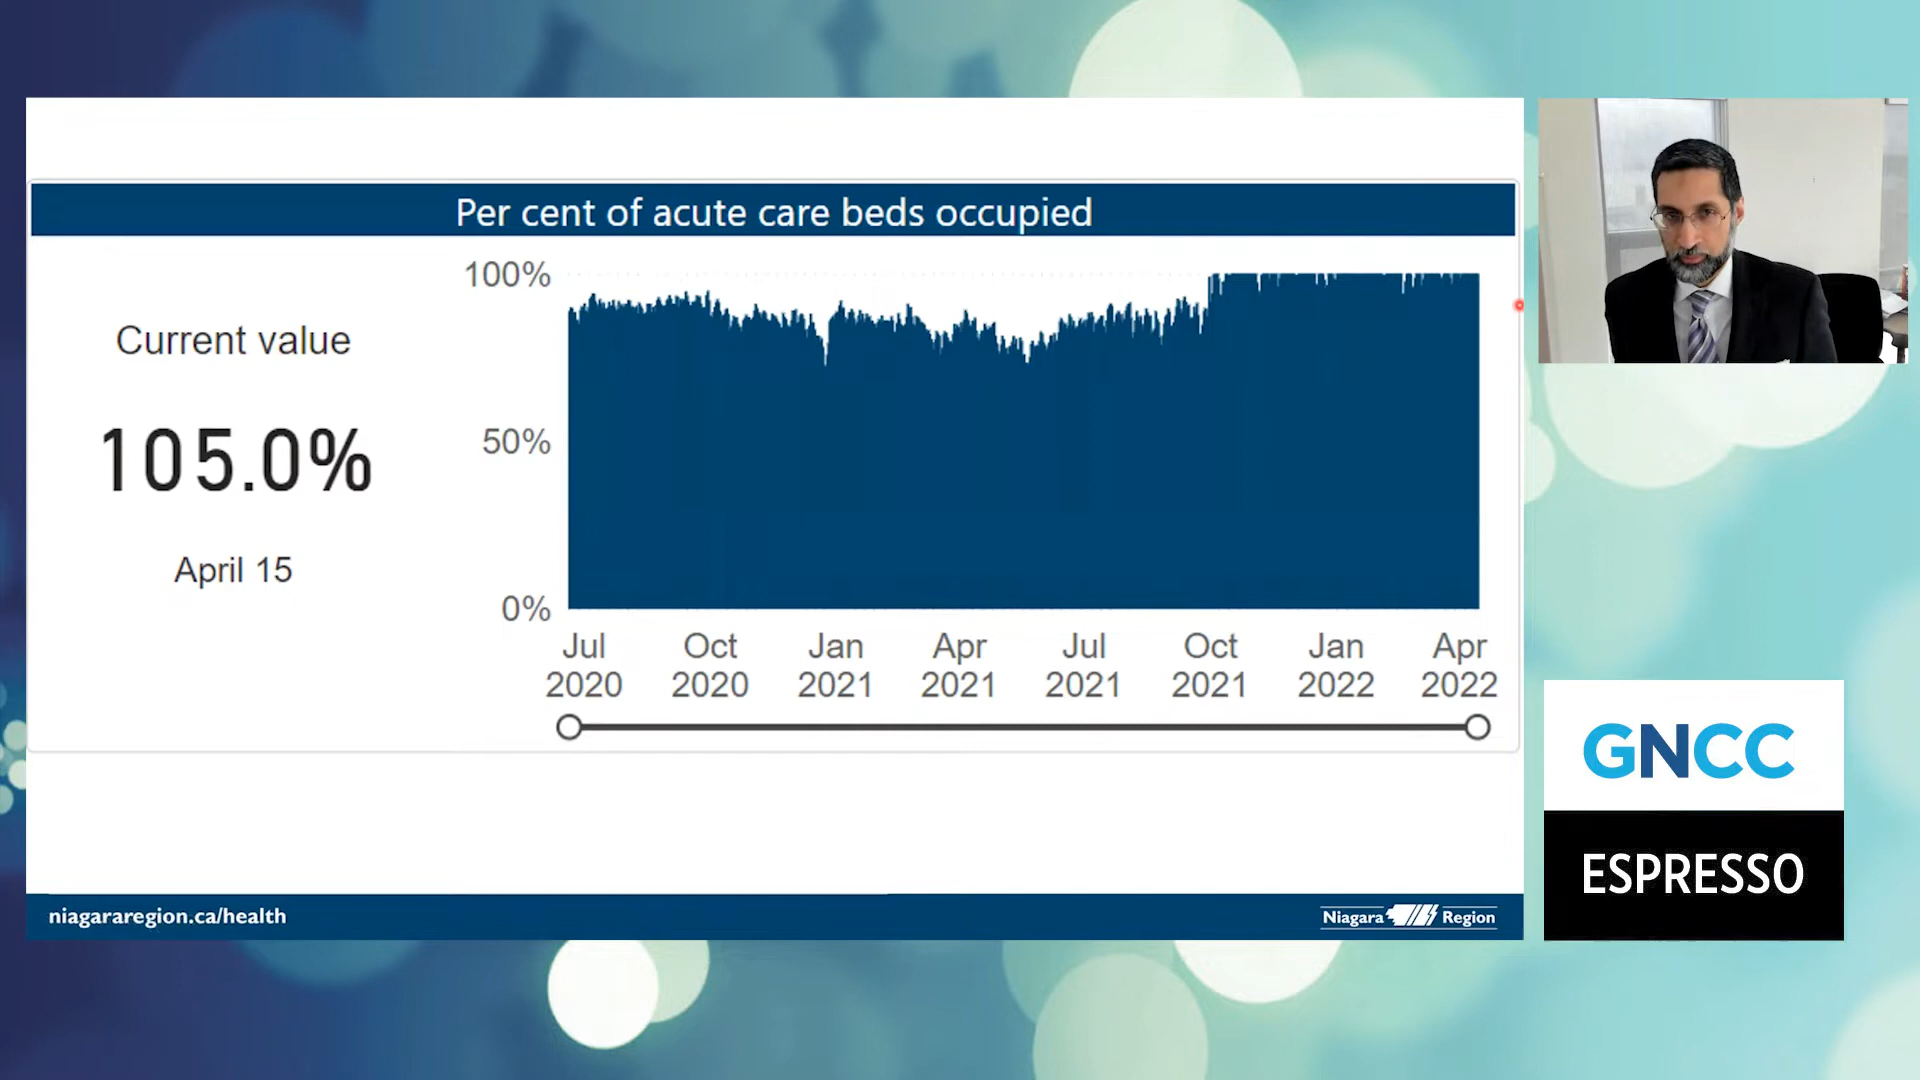 Per cent of acute care beds occupied
Current value
105.0%
April 15
100%
50%
0%
Jul 2020
Oct 2020
Jan 2021
Apr 2021
Jul 2021
Oct 2021
Jan 2022
Apr 2022
niagararegion.ca/health
Niagara Region
GNCC
ESPRESSO